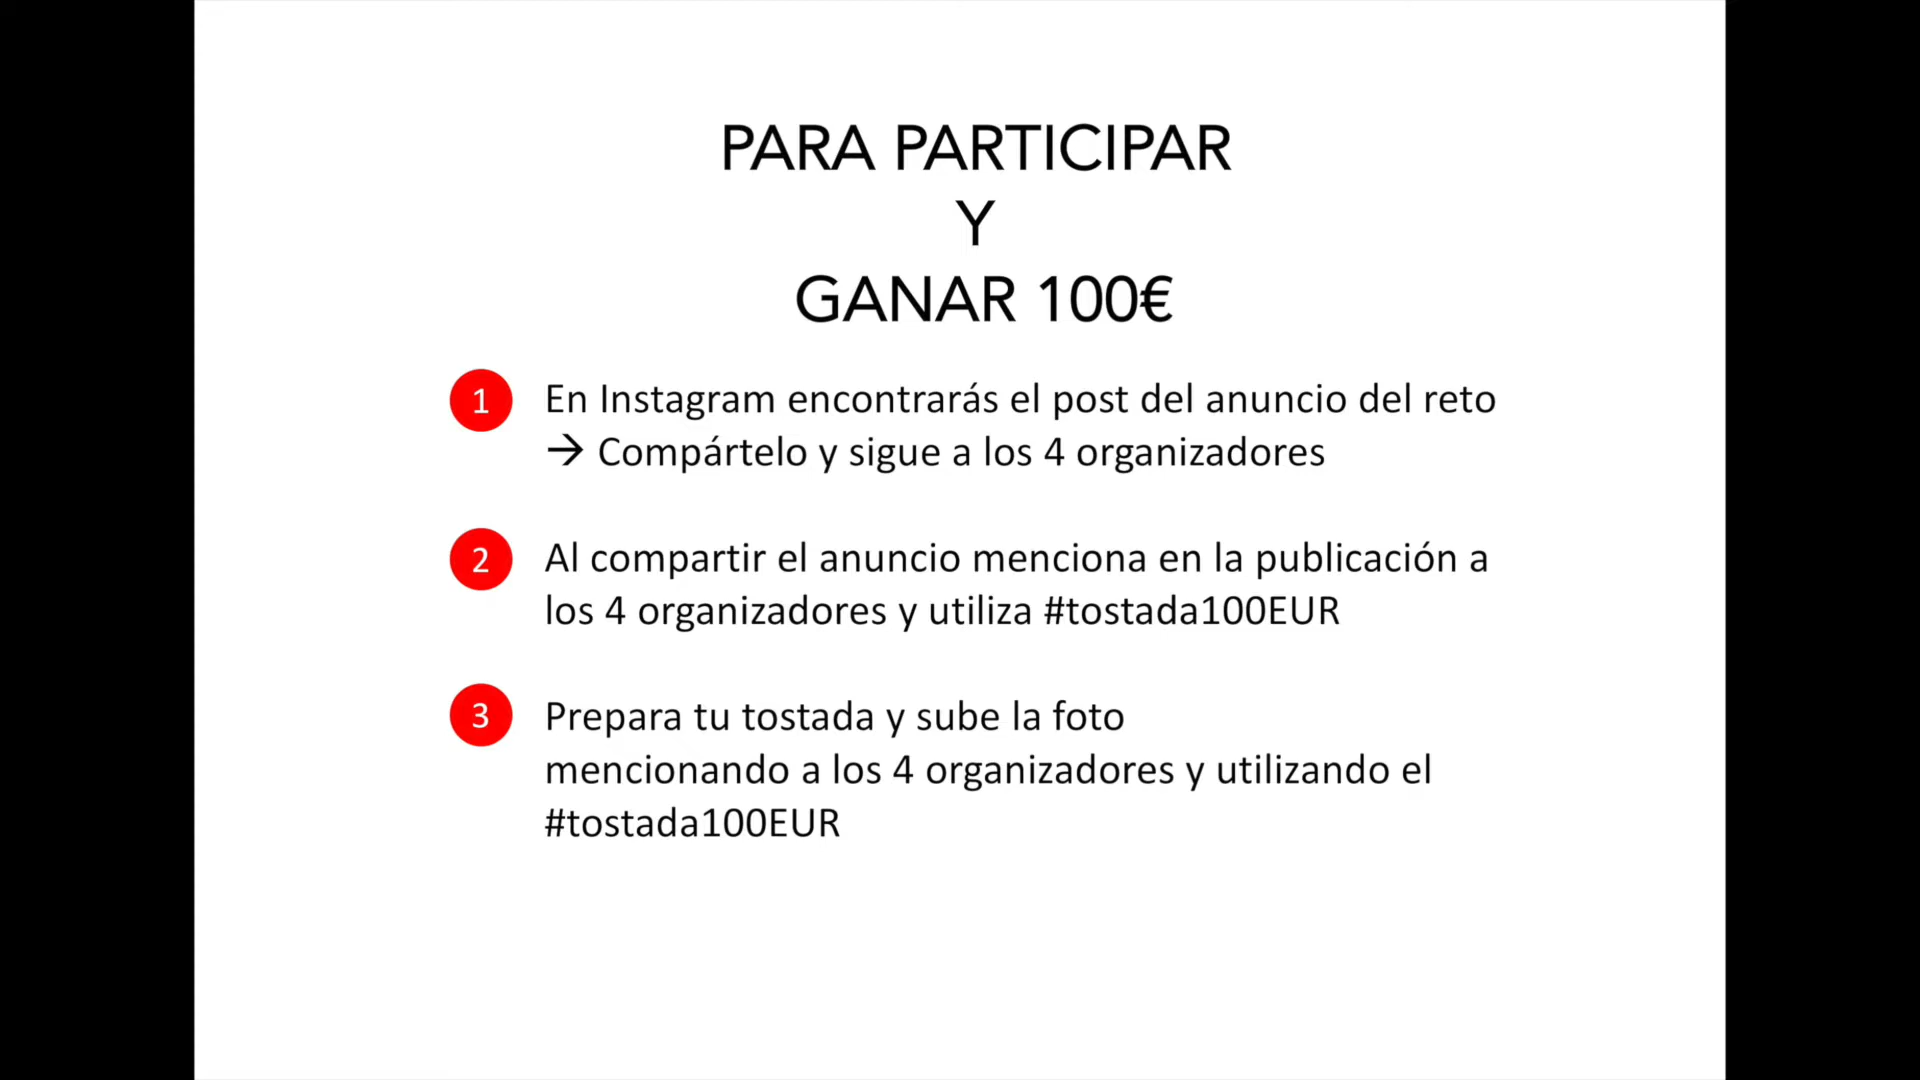 PARA PARTICIPAR
Y
GANAR 100€
1 En Instagram encontrarás el post del anuncio del reto
→ Compártelo y sigue a los 4 organizadores
2 Al compartir el anuncio menciona en la publicación a
los 4 organizadores y utiliza #tostada100EUR
3 Prepara tu tostada y sube la foto
mencionando a los 4 organizadores y utilizando el
#tostada100EUR